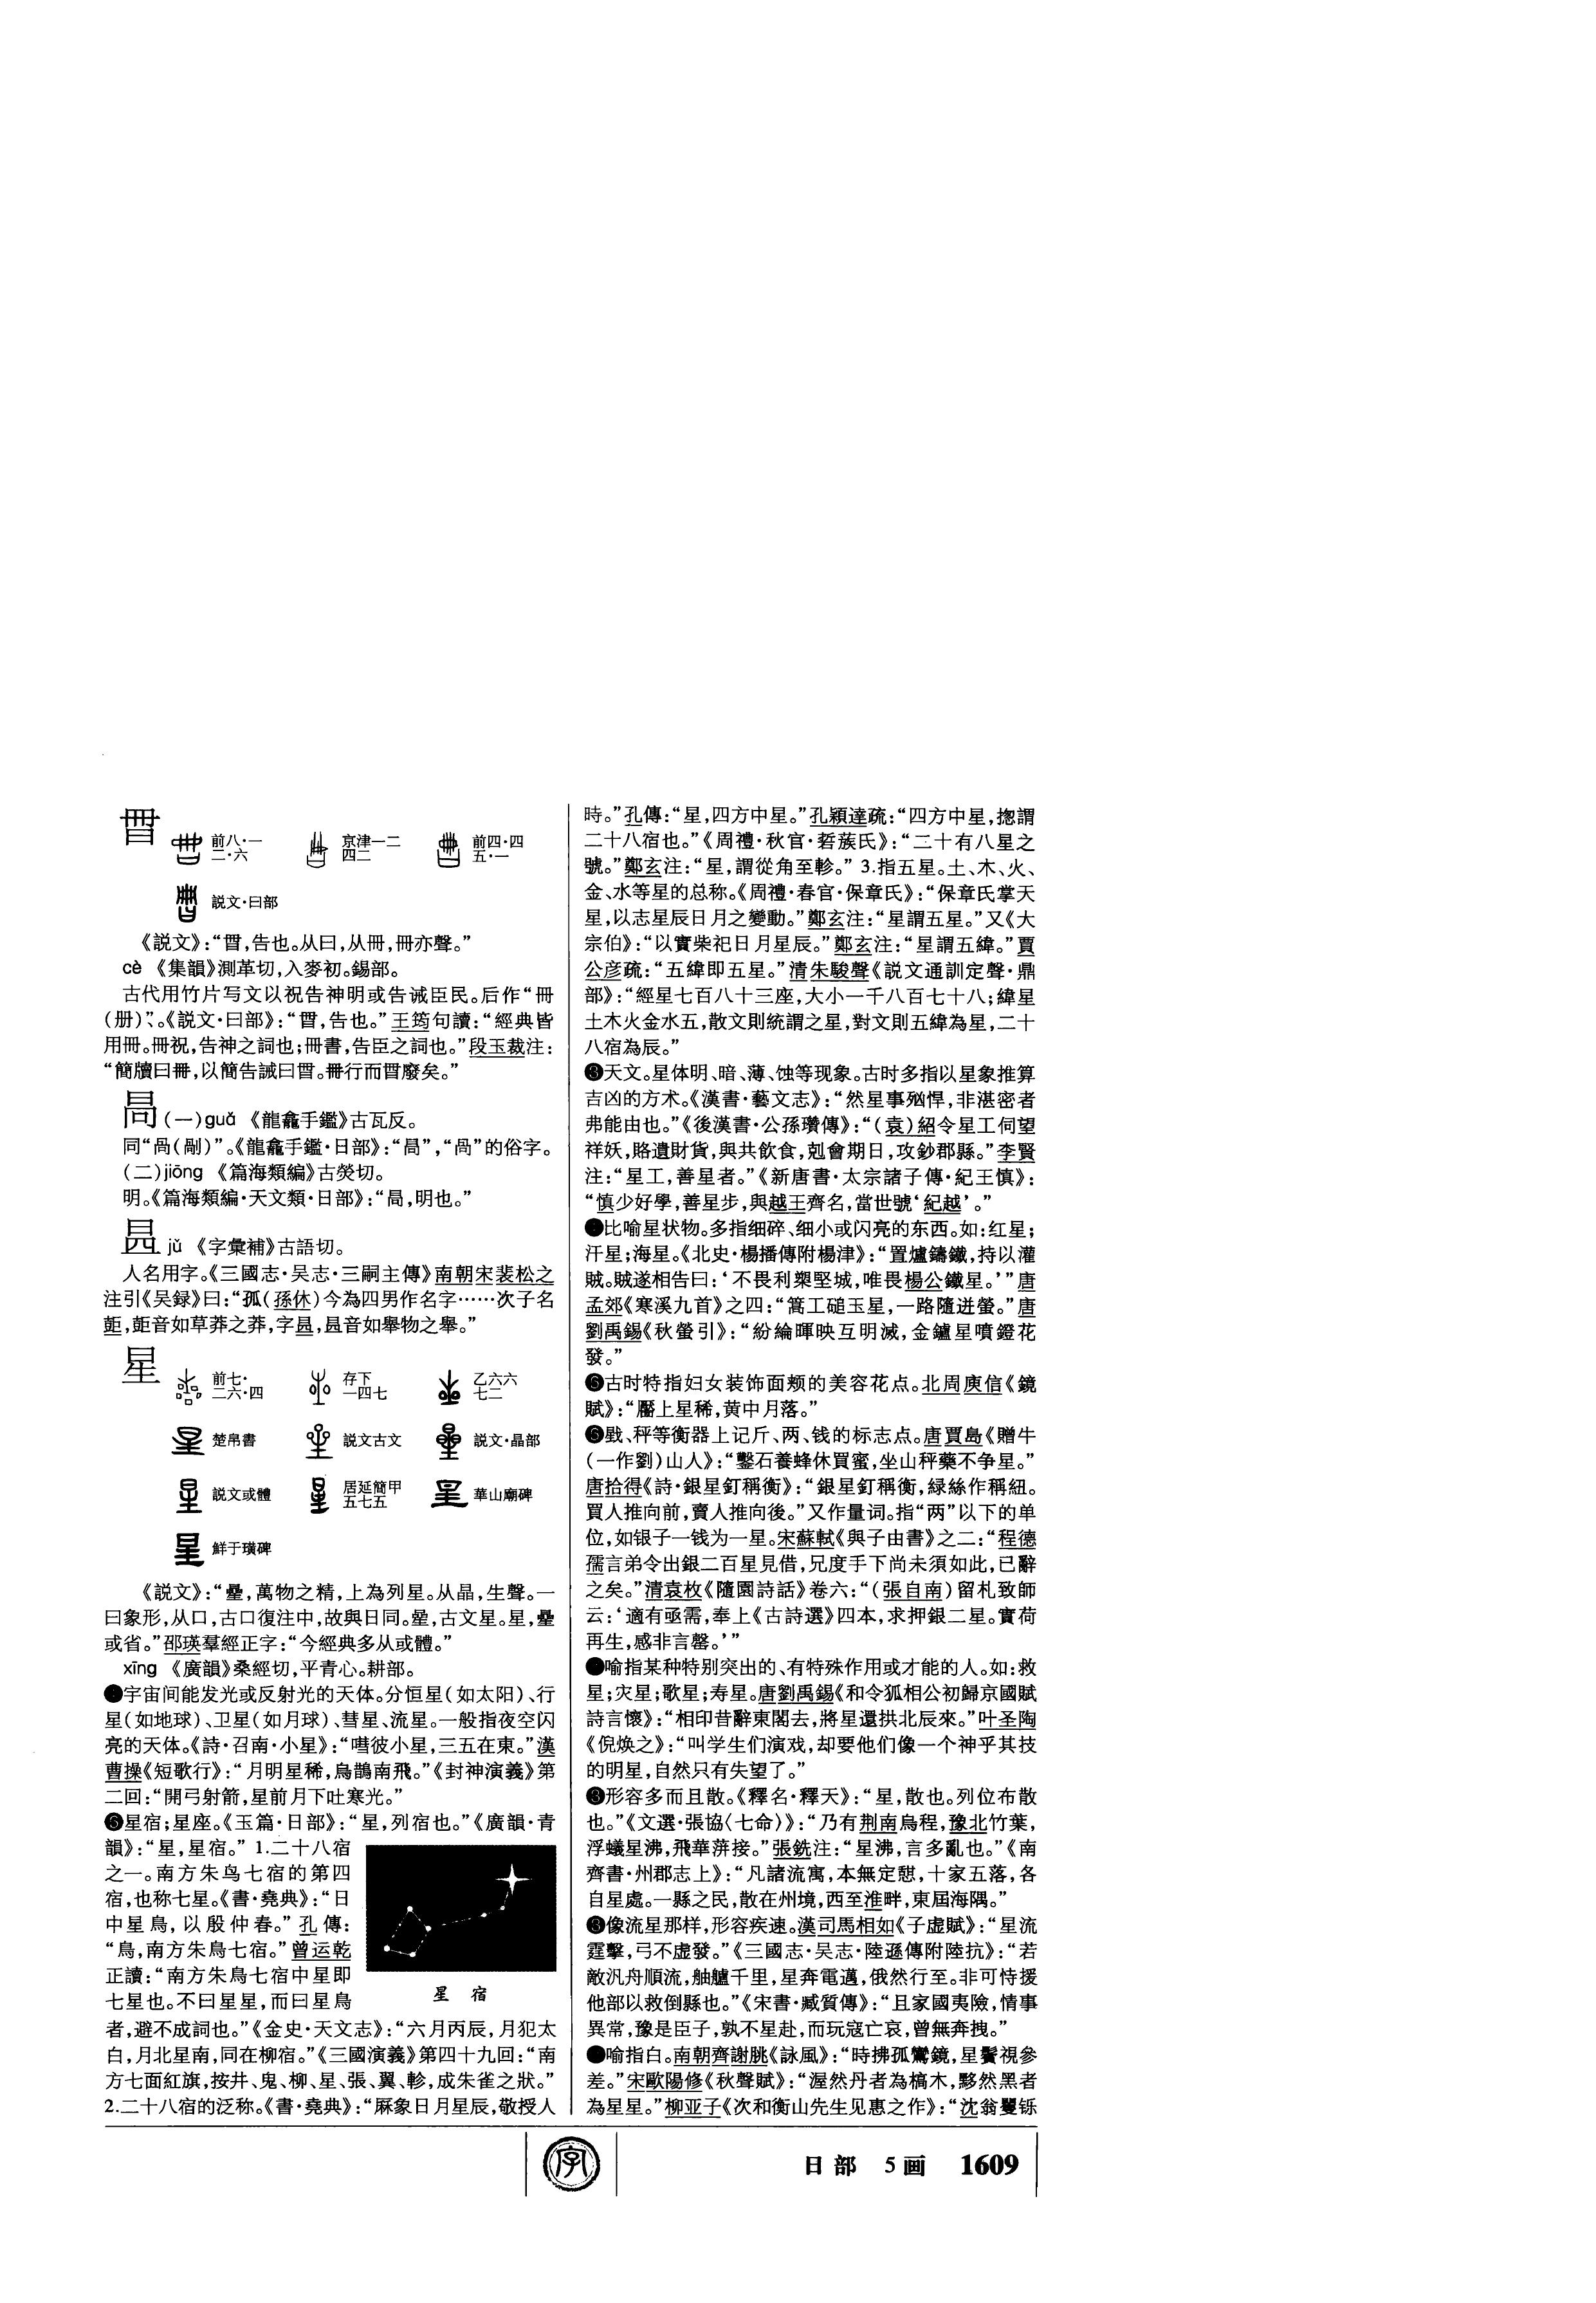 𣌭
前八·一
二·六
京津一二
四二
前四·四
五·一
説文·曰部
《説文》：“𣌭，告也。从曰，从冊，冊亦聲。”
cè 《集韻》測革切，入麥初。錫部。
古代用竹片写文以祝告神明或告诫臣民。后作“冊
（册）”。《説文·曰部》：“𣌭，告也。”王筠句讀：“經典皆
用冊。冊祝，告神之詞也；冊書，告臣之詞也。”段玉裁注：
“簡牘曰冊，以簡告誡曰𣌭。冊行而𣌭廢矣。”
（一）guǎ 《龍龕手鑑》古瓦反。
同“咼（剮）”。《龍龕手鑑·日部》：“”，“咼”的俗字。
（二）jiōng 《篇海類編》古熒切。
明。《篇海類編·天文類·日部》：“，明也。”
jǔ 《字彙補》古語切。
人名用字。《三國志·吴志·三嗣主傳》南朝宋裴松之
注引《吴録》曰：“孤（孫休）今為四男作名字……次子名
，音如草莽之莽，字，音如舉物之舉。”
星
前七·
二六·四
存下
一四七
乙六六
七二
楚帛書
説文古文
説文·晶部
説文或體
居延簡甲
五七五
華山廟碑
鮮于璜碑
《説文》：“曐，萬物之精，上為列星。从晶，生聲。一
曰象形，从口，古口復注中，故與日同。，古文星。星，曐
或省。”邵瑛羣經正字：“今經典多从或體。”
xīng 《廣韻》桑經切，平青心。耕部。
宇宙间能发光或反射光的天体。分恒星（如太阳）、行
星（如地球）、卫星（如月球）、彗星、流星。一般指夜空闪
亮的天体。《詩·召南·小星》：“嘒彼小星，三五在東。”漢
曹操《短歌行》：“月明星稀，烏鵲南飛。”《封神演義》第
二回：“開弓射箭，星前月下吐寒光。”
星宿；星座。《玉篇·日部》：“星，列宿也。”《廣韻·青
韻》：“星，星宿。”1.二十八宿
之一。南方朱鸟七宿的第四
宿，也称七星。《書·堯典》：“日
中星鳥，以殷仲春。”孔傳：
“鳥，南方朱鳥七宿。”曾运乾
正讀：“南方朱鳥七宿中星即
七星也。不曰星星，而曰星鳥
星 宿
者，避不成詞也。”《金史·天文志》：“六月丙辰，月犯太
白，月北星南，同在柳宿。”《三國演義》第四十九回：“南
方七面紅旗，按井、鬼、柳、星、張、翼、軫，成朱雀之狀。”
2.二十八宿的泛称。《書·堯典》：“厤象日月星辰，敬授人
時。”孔傳：“星，四方中星。”孔穎達疏：“四方中星，揔謂
二十八宿也。”《周禮·秋官·硩蔟氏》：“二十有八星之
號。”鄭玄注：“星，謂從角至軫。”3.指五星。土、木、火、
金、水等星的总称。《周禮·春官·保章氏》：“保章氏掌天
星，以志星辰日月之變動。”鄭玄注：“星謂五星。”又《大
宗伯》：“以實柴祀日月星辰。”鄭玄注：“星謂五緯。”賈
公彦疏：“五緯即五星。”清朱駿聲《説文通訓定聲·鼎
部》：“經星七百八十三座，大小一千八百七十八；緯星
土木火金水五，散文則統謂之星，對文則五緯為星，二十
八宿為辰。”
❸天文。星体明、暗、薄、蚀等现象。古时多指以星象推算
吉凶的方术。《漢書·藝文志》：“然星事㓙悍，非湛密者
弗能由也。”《後漢書·公孫瓚傳》：“（袁）紹令星工伺望
祥妖，賂遺財貨，與共飲食，剋會期日，攻鈔郡縣。”李賢
注：“星工，善星者。”《新唐書·太宗諸子傳·紀王慎》：
“慎少好學，善星步，與越王齊名，當世號‘紀越’。”
比喻星状物。多指细碎、细小或闪亮的东西。如：红星；
汗星；海星。《北史·楊播傳附楊津》：“置爐鑄鐵，持以灌
賊。賊遂相告曰：‘不畏利槊堅城，唯畏楊公鐵星。’”唐
孟郊《寒溪九首》之四：“篙工磓玉星，一路隨迸螢。”唐
劉禹錫《秋螢引》：“紛綸暉映互明滅，金鑪星噴鐙花
發。”
古时特指妇女装饰面颊的美容花点。北周庾信《鏡
賦》：“靨上星稀，黄中月落。”
戥、秤等衡器上记斤、两、钱的标志点。唐賈島《贈牛
（一作劉）山人》：“鑿石養蜂休買蜜，坐山秤藥不争星。”
唐拾得《詩·銀星釘稱衡》：“銀星釘稱衡，緑絲作稱紐。
買人推向前，賣人推向後。”又作量词。指“两”以下的单
位，如银子一钱为一星。宋蘇軾《與子由書》之二：“程德
孺言弟令出銀二百星見借，兄度手下尚未須如此，已辭
之矣。”清袁枚《隨園詩話》卷六：“（張自南）留札致師
云：‘適有亟需，奉上《古詩選》四本，求押銀二星。實荷
再生，感非言罄。’”
喻指某种特别突出的、有特殊作用或才能的人。如：救
星；灾星；歌星；寿星。唐劉禹錫《和令狐相公初歸京國賦
詩言懷》：“相印昔辭東閣去，將星還拱北辰來。”叶圣陶
《倪焕之》：“叫学生们演戏，却要他们像一个神乎其技
的明星，自然只有失望了。”
形容多而且散。《釋名·釋天》：“星，散也。列位布散
也。”《文選·張協〈七命〉》：“乃有荆南烏程，豫北竹葉，
浮蟻星沸，飛華蓱接。”張銑注：“星沸，言多亂也。”《南
齊書·州郡志上》：“凡諸流寓，本無定憇，十家五落，各
自星處。一縣之民，散在州境，西至淮畔，東屆海隅。”
像流星那样，形容疾速。漢司馬相如《子虚賦》：“星流
霆擊，弓不虚發。”《三國志·吴志·陸遜傳附陸抗》：“若
敵汎舟順流，舳艫千里，星奔電邁，俄然行至。非可恃援
他部以救倒縣也。”《宋書·臧質傳》：“且家國夷險，情事
異常，豫是臣子，孰不星赴，而玩寇亡哀，曾無奔拽。”
喻指白。南朝齊謝朓《詠風》：“時拂孤鸞鏡，星鬢視參
差。”宋歐陽修《秋聲賦》：“渥然丹者為槁木，黟然黑者
為星星。”柳亚子《次和衡山先生见惠之作》：“沈翁矍铄
字
日部 5画 1609